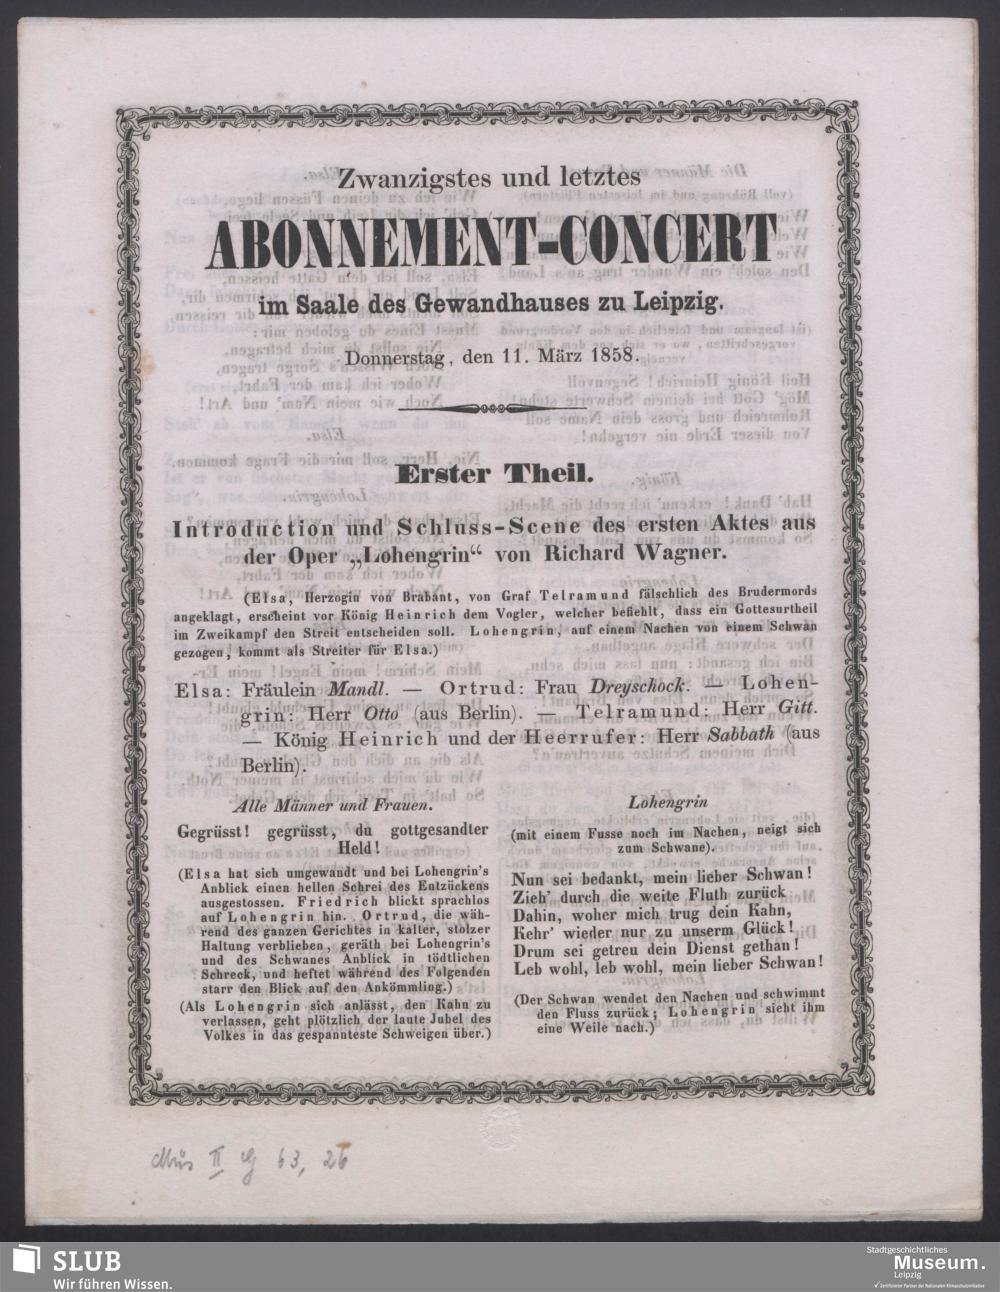 Zwanzigstes und letztes
ABONNEMENT-CONCERT
im Saale des Gewandhauses zu Leipzig.
Donnerstag, den 11. März 1858.
Erster Theil.
Introduction und Schluss-Scene des ersten Aktes aus
der Oper „Lohengrin“ von Richard Wagner.
(Elsa, Herzogin von Brabant, von Graf Telramund fälschlich des Brudermords
angeklagt, erscheint vor König Heinrich dem Vogler, welcher befiehlt, dass ein Gottesurtheil
im Zweikampf den Streit entscheiden soll. Lohengrin, auf einem Nachen von einem Schwan
gezogen, kommt als Streiter für Elsa.)
Elsa: Fräulein Mandl. — Ortrud: Frau Dreyschock. — Lohen-
grin: Herr Otto (aus Berlin). — Telramund: Herr Gitt.
— König Heinrich und der Heerrufer: Herr Sabbath (aus
Berlin).
Alle Männer und Frauen.
Gegrüsst! gegrüsst, du gottgesandter
Held!
(Elsa hat sich umgewandt und bei Lohengrin's
Anblick einen hellen Schrei des Entzückens
ausgestossen. Friedrich blickt sprachlos
auf Lohengrin hin. Ortrud, die wäh-
rend des ganzen Gerichtes in kalter, stolzer
Haltung verblieben, geräth bei Lohengrin's
und des Schwanes Anblick in tödtlichen
Schreck, und heftet während des Folgenden
starr den Blick auf den Ankömmling.)
(Als Lohengrin sich anlässt, den Kahn zu
verlassen, geht plötzlich der laute Jubel des
Volkes in das gespannteste Schweigen über.)
Lohengrin
(mit einem Fusse noch im Nachen, neigt sich
zum Schwane).
Nun sei bedankt, mein lieber Schwan!
Zieh' durch die weite Fluth zurück
Dahin, woher mich trug dein Kahn,
Kehr' wieder nur zu unserm Glück!
Drum sei getreu dein Dienst gethan!
Leb wohl, leb wohl, mein lieber Schwan!
(Der Schwan wendet den Nachen und schwimmt
den Fluss zurück; Lohengrin sieht ihm
eine Weile nach.)
Mus II G 63, 26
SLUB
Wir führen Wissen.
Stadtgeschichtliches
Museum.
Leipzig
Zertifizierter Partner der Nationalen Klimaschutzinitiative